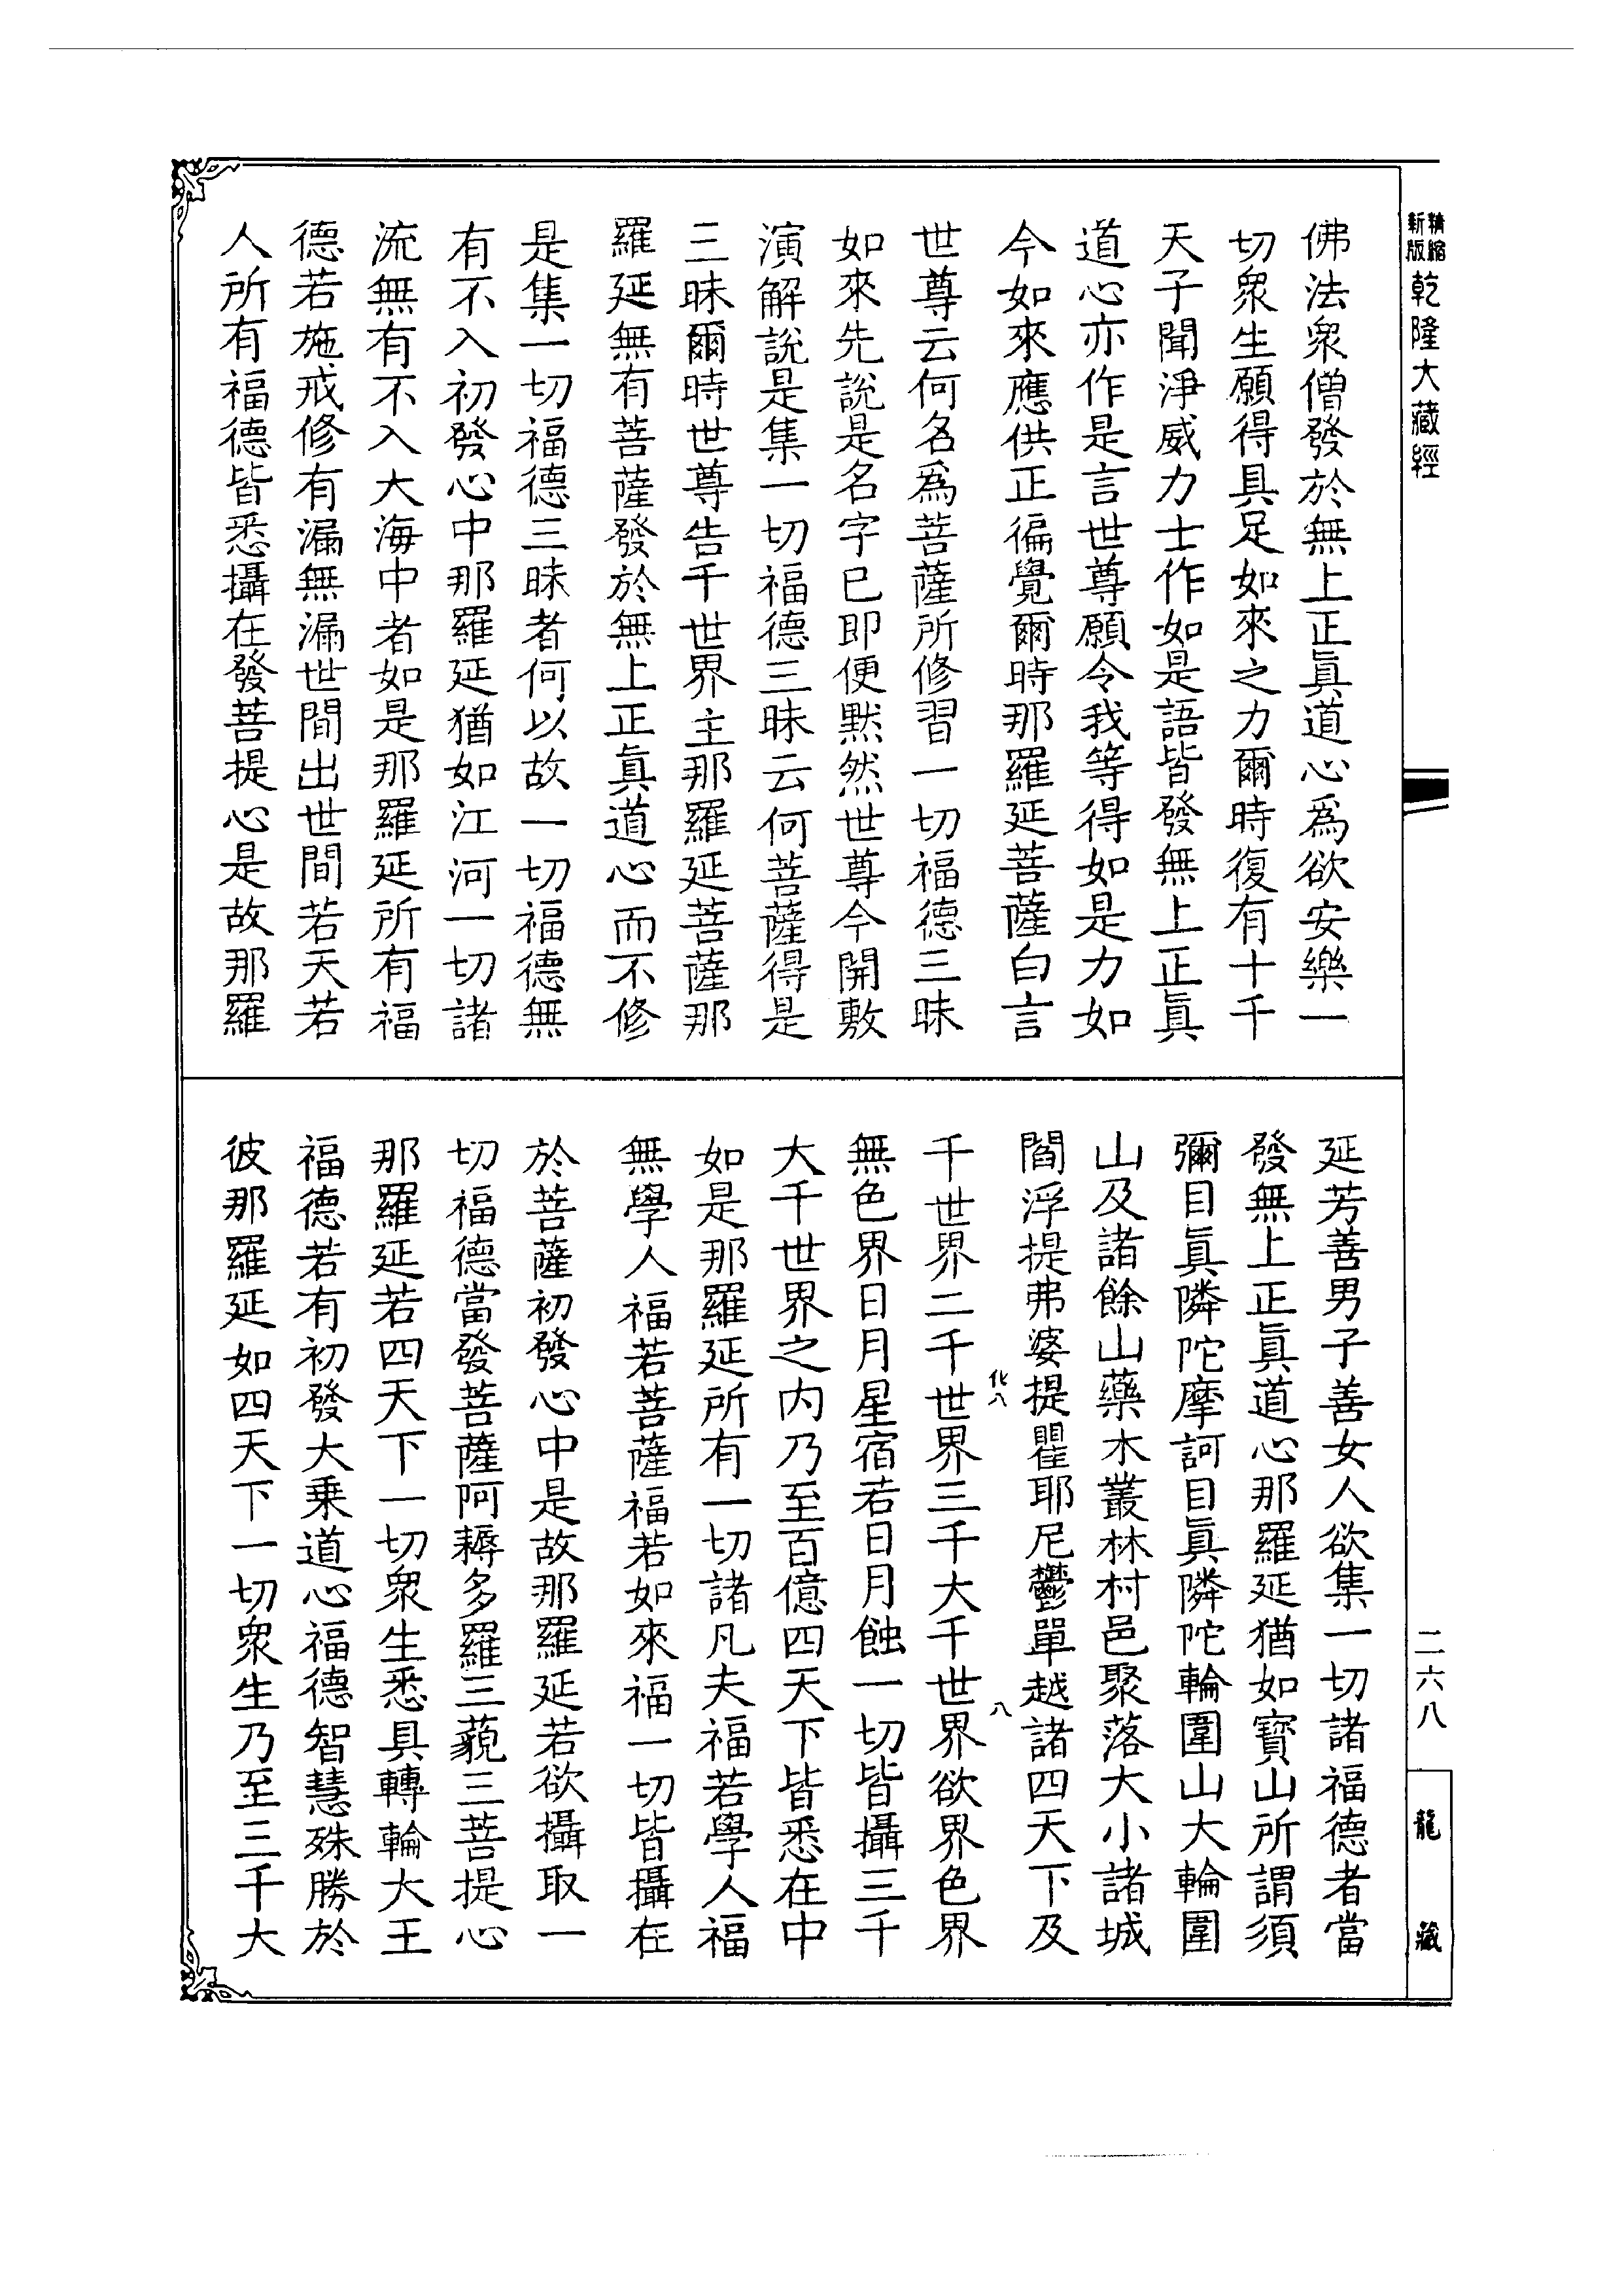 精縮
新版
乾隆大藏經
佛法衆僧發於無上正眞道心爲欲安樂一
切衆生願得具足如來之力爾時復有十千
天子聞淨威力士作如是語皆發無上正眞
道心亦作是言世尊願令我等得如是力如
今如來應供正徧覺爾時那羅延菩薩白言
世尊云何名爲菩薩所修習一切福德三昧
如來先說是名字已即便默然世尊今開敷
演解說是集一切福德三昧云何菩薩得是
三昧爾時世尊告千世界主那羅延菩薩那
羅延無有菩薩發於無上正眞道心而不修
是集一切福德三昧者何以故一切福德無
有不入初發心中那羅延猶如江河一切諸
流無有不入大海中者如是那羅延所有福
德若施戒修有漏無漏世間出世間若天若
人所有福德皆悉攝在發菩提心是故那羅
延芳善男子善女人欲集一切諸福德者當
發無上正眞道心那羅延猶如寶山所謂須
彌目眞隣陀摩訶目眞隣陀輪圍山大輪圍
山及諸餘山藥木叢林村邑聚落大小諸城
閻浮提弗婆提瞿耶尼鬱單越諸四天下及
千世界二千世界三千大千世界欲界色界
無色界日月星宿若日月蝕一切皆攝三千
大千世界之内乃至百億四天下皆悉在中
如是那羅延所有一切諸凡夫福若學人福
無學人福若菩薩福若如來福一切皆攝在
於菩薩初發心中是故那羅延若欲攝取一
切福德當發菩薩阿耨多羅三藐三菩提心
那羅延若四天下一切衆生悉具轉輪大王
福德若有初發大乗道心福德智慧殊勝於
彼那羅延如四天下一切衆生乃至三千大
化八
八
二六八
龍藏